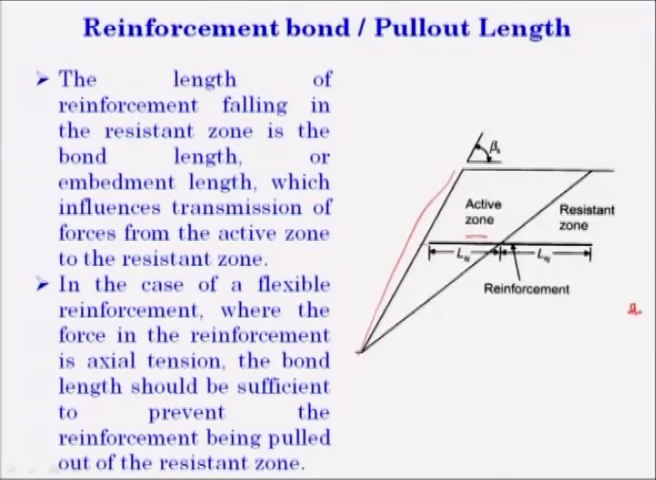 Reinforcement bond / Pullout Length
➢ The length of
reinforcement falling in
the resistant zone is the
bond length, or
embedment length, which
influences transmission of
forces from the active zone
to the resistant zone.
➢ In the case of a flexible
reinforcement, where the
force in the reinforcement
is axial tension, the bond
length should be sufficient
to prevent the
reinforcement being pulled
out of the resistant zone.
Active
zone
Resistant
zone
Reinforcement